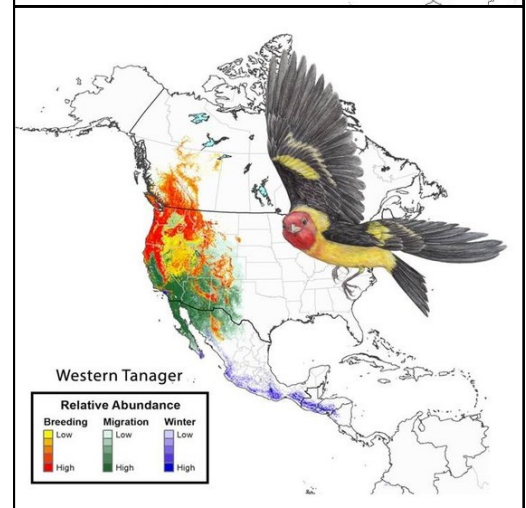 Western Tanager
Relative Abundance
Breeding Migration Winter
Low Low Low
High High High